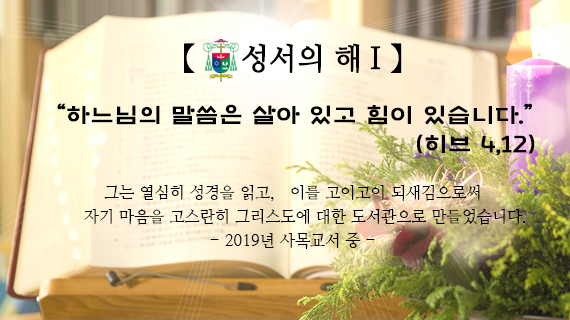 【 성서의 해 I 】
“하느님의 말씀은 살아 있고 힘이 있습니다.”
(히브 4,12)
그는 열심히 성경을 읽고, 이를 고이고이 되새김으로써
자기 마음을 고스란히 그리스도에 대한 도서관으로 만들었습니다.
- 2019년 사목교서 중 -